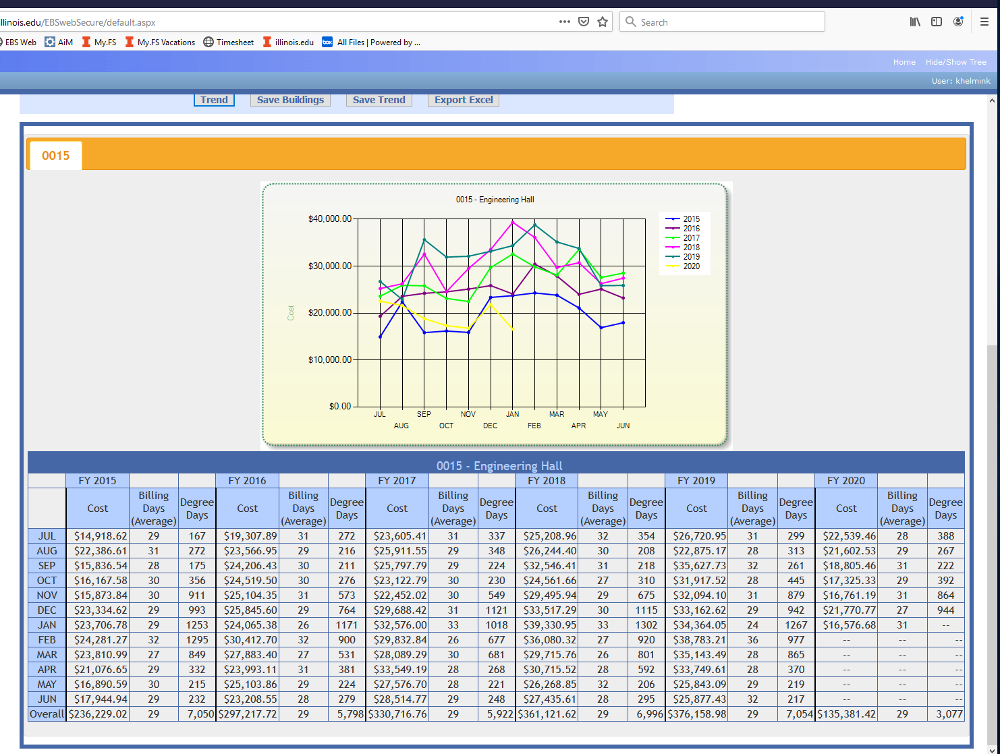 llinois.edu/EBSwebSecure/default.aspx
Search
EBS Web AiM My.FS My.FS Vacations Timesheet illinois.edu box All Files | Powered by ...
Home Hide/Show Tree
User: khelmink
Trend Save Buildings Save Trend Export Excel
0015
0015 - Engineering Hall
$40,000.00
$30,000.00
$20,000.00
$10,000.00
$0.00
Cost
JUL SEP NOV JAN MAR MAY
AUG OCT DEC FEB APR JUN
2015
2016
2017
2018
2019
2020
0015 - Engineering Hall
FY 2015 FY 2016 FY 2017 FY 2018 FY 2019 FY 2020
Cost Billing Days (Average) Degree Days Cost Billing Days (Average) Degree Days Cost Billing Days (Average) Degree Days Cost Billing Days (Average) Degree Days Cost Billing Days (Average) Degree Days Cost Billing Days (Average) Degree Days
JUL $14,918.62 29 167 $19,307.89 31 272 $23,605.41 31 337 $25,208.96 32 354 $26,720.95 31 299 $22,539.46 28 388
AUG $22,386.61 31 272 $23,566.95 29 216 $25,911.55 29 348 $26,244.40 30 208 $22,875.17 28 313 $21,602.53 29 267
SEP $15,836.54 28 175 $24,206.43 30 211 $25,797.79 29 224 $32,546.41 31 218 $35,627.73 32 261 $18,805.46 31 222
OCT $16,167.58 30 356 $24,519.50 30 276 $23,122.79 30 230 $24,561.66 27 310 $31,917.52 28 445 $17,325.33 29 392
NOV $15,873.84 30 911 $25,104.35 31 573 $22,452.02 30 549 $29,495.94 29 675 $32,094.10 31 879 $16,761.19 31 864
DEC $23,334.62 29 993 $25,845.60 29 764 $29,688.42 31 1121 $33,517.29 30 1115 $33,162.62 29 942 $21,770.77 27 944
JAN $23,706.78 29 1253 $24,065.38 26 1171 $32,576.00 33 1018 $39,330.95 33 1302 $34,364.05 24 1267 $16,576.68 31 --
FEB $24,281.27 32 1295 $30,412.70 32 900 $29,832.84 26 677 $36,080.32 27 920 $38,783.21 36 977 -- -- --
MAR $23,810.99 27 849 $27,883.40 27 531 $28,089.29 30 681 $29,715.76 26 801 $35,143.49 28 865 -- -- --
APR $21,076.65 29 332 $23,993.11 31 381 $33,549.19 28 268 $30,715.52 28 592 $33,749.61 28 370 -- -- --
MAY $16,890.59 30 215 $25,103.86 29 224 $27,576.70 28 221 $26,268.85 32 206 $25,843.09 29 219 -- -- --
JUN $17,944.94 29 232 $23,208.55 28 279 $28,514.77 29 248 $27,435.61 28 295 $25,877.43 32 217 -- -- --
Overall $236,229.02 29 7,050 $297,217.72 29 5,798 $330,716.76 29 5,922 $361,121.62 29 6,996 $376,158.98 29 7,054 $135,381.42 29 3,077